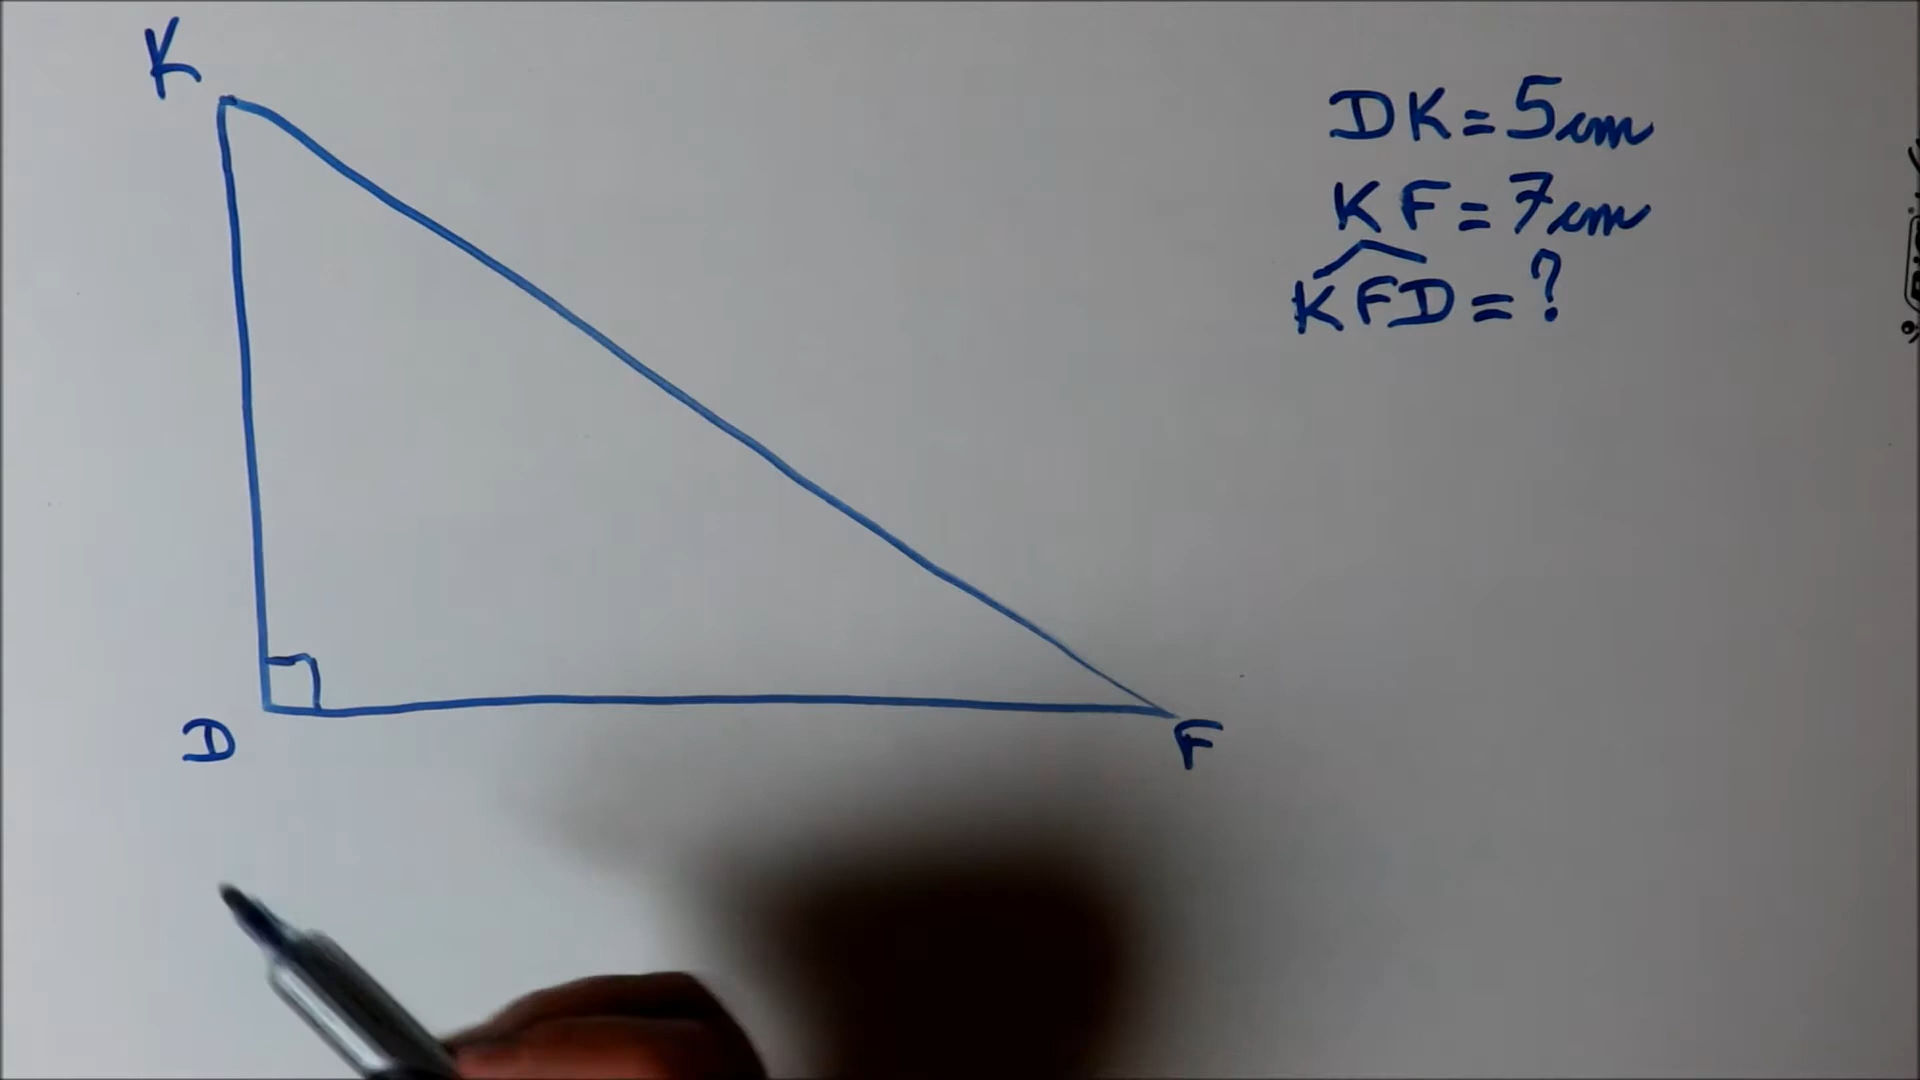 K
DK = 5cm
KF = 7cm
KFD = ?
D
F